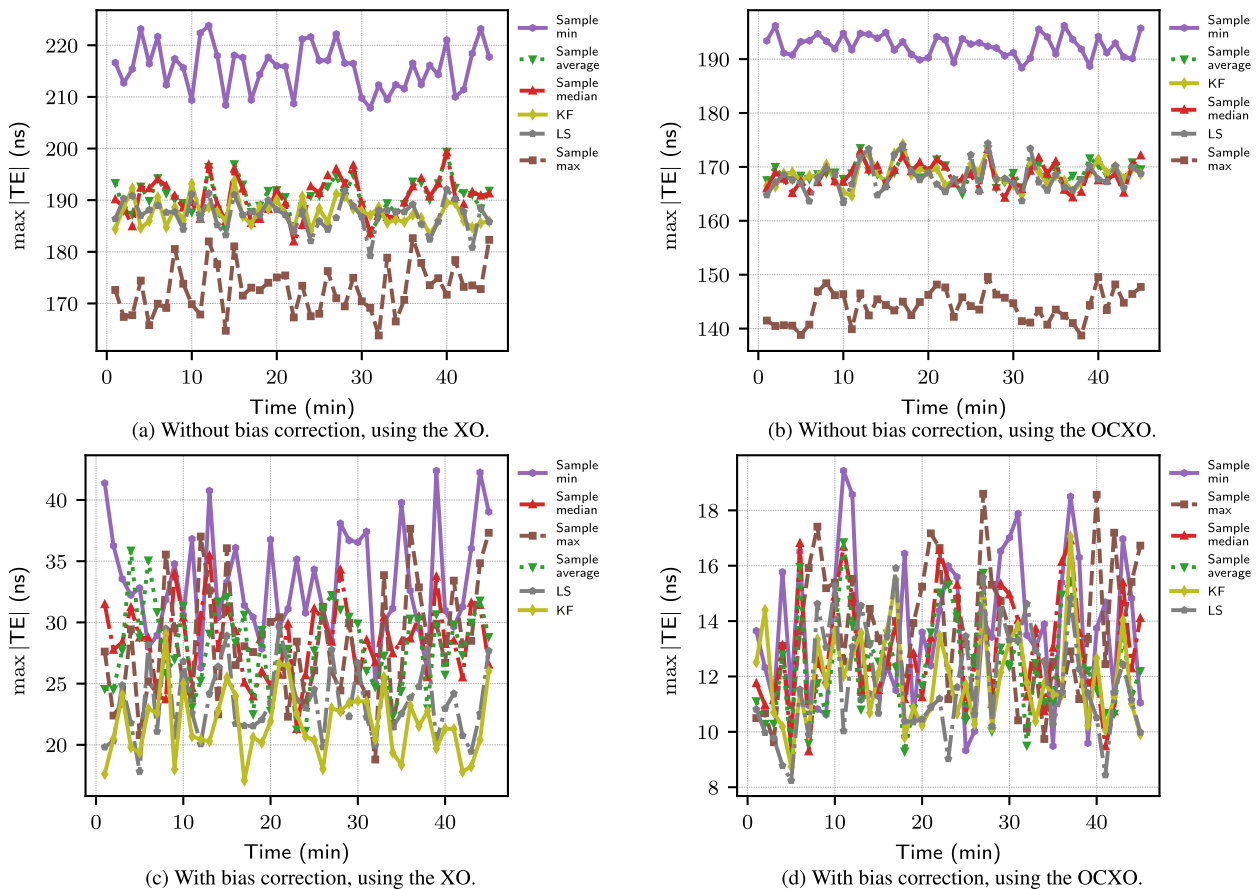 220
210
200
190
180
170
max |TE| (ns)
0 10 20 30 40
Time (min)
Sample
min
Sample
average
Sample
median
KF
LS
Sample
max
(a) Without bias correction, using the XO.
190
180
170
160
150
140
max |TE| (ns)
0 10 20 30 40
Time (min)
Sample
min
Sample
average
KF
Sample
median
LS
Sample
max
(b) Without bias correction, using the OCXO.
40
35
30
25
20
max |TE| (ns)
0 10 20 30 40
Time (min)
Sample
min
Sample
median
Sample
max
Sample
average
LS
KF
(c) With bias correction, using the XO.
18
16
14
12
10
8
max |TE| (ns)
0 10 20 30 40
Time (min)
Sample
min
Sample
max
Sample
median
Sample
average
KF
LS
(d) With bias correction, using the OCXO.